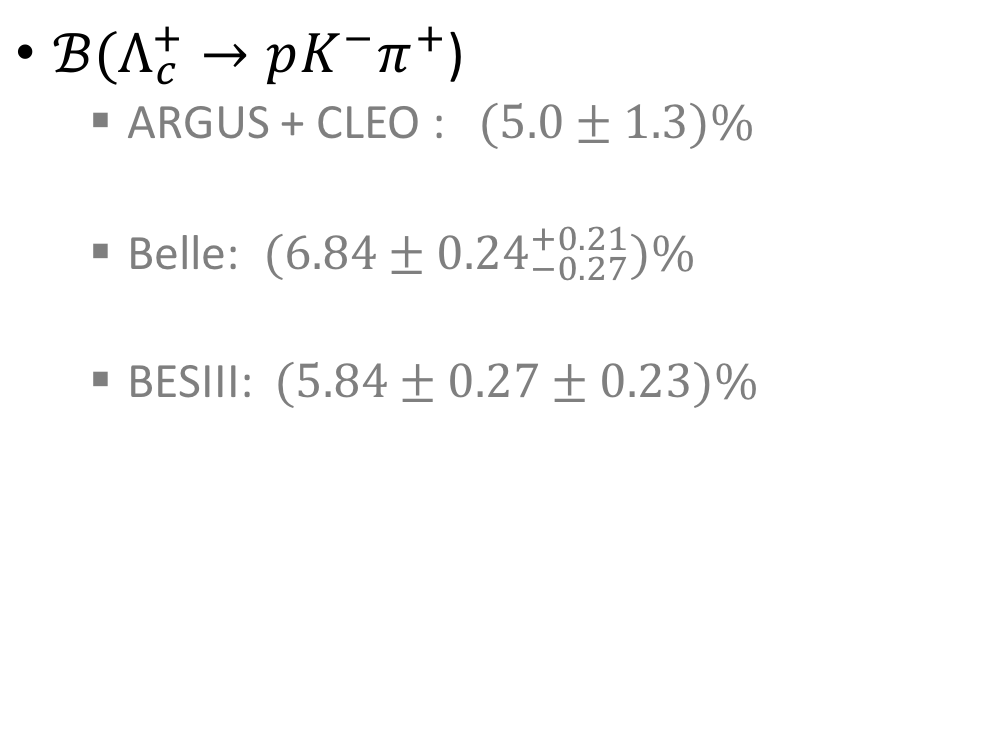 • ℬ(Λ_c^+ → pK^−π^+)
▪ ARGUS + CLEO : (5.0 ± 1.3)%
▪ Belle: (6.84 ± 0.24^{+0.21}_{−0.27})%
▪ BESIII: (5.84 ± 0.27 ± 0.23)%